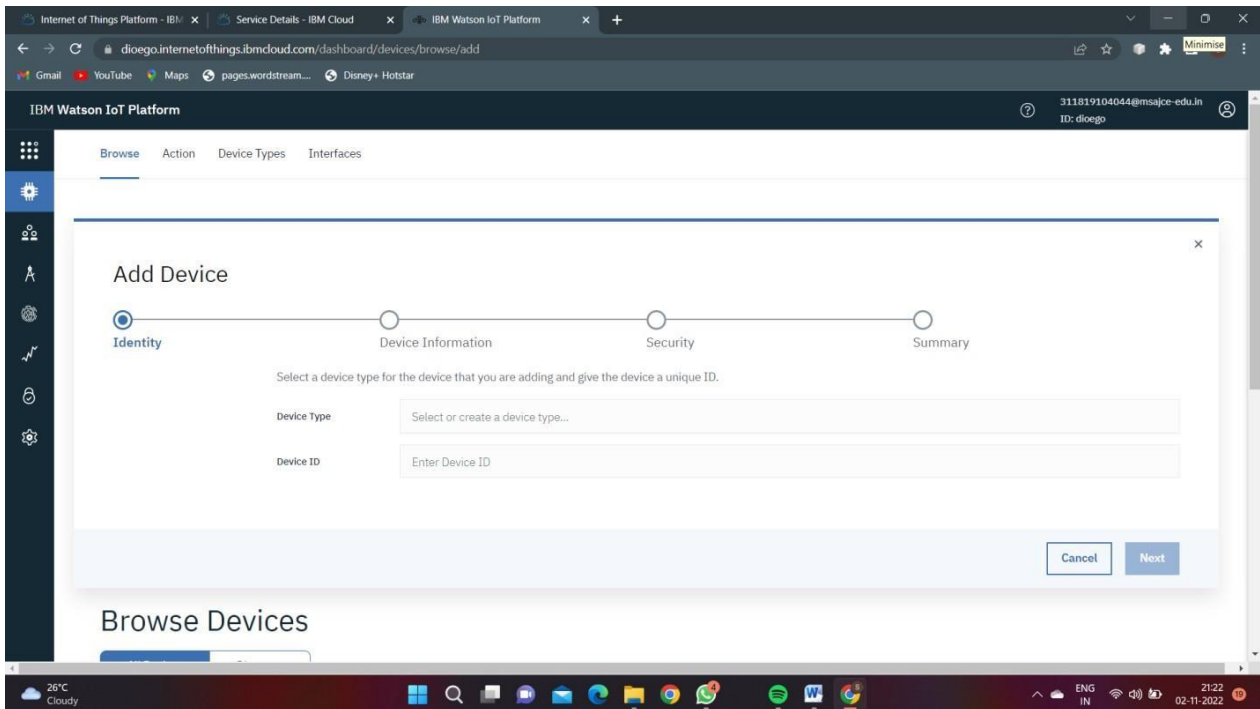 Internet of Things Platform - IBM
Service Details - IBM Cloud
IBM Watson IoT Platform
dioego.internetofthings.ibmcloud.com/dashboard/devices/browse/add
Minimise
Gmail YouTube Maps pages.wordstream.... Disney+ Hotstar
IBM Watson IoT Platform
311819104044@msajce-edu.in
ID: dioego
Browse Action Device Types Interfaces
Add Device
Identity Device Information Security Summary
Select a device type for the device that you are adding and give the device a unique ID.
Device Type Select or create a device type...
Device ID Enter Device ID
Cancel Next
Browse Devices
26°C
Cloudy
4
ENG
IN
21:22
02-11-2022
19